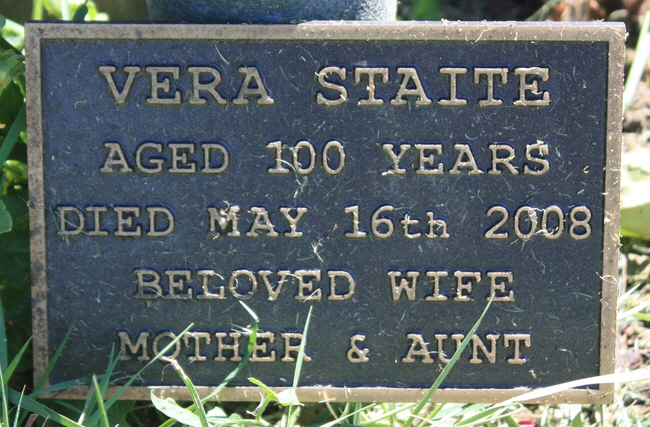 VERA STAITE
AGED 100 YEARS
DIED MAY 16th 2008
BELOVED WIFE
MOTHER & AUNT